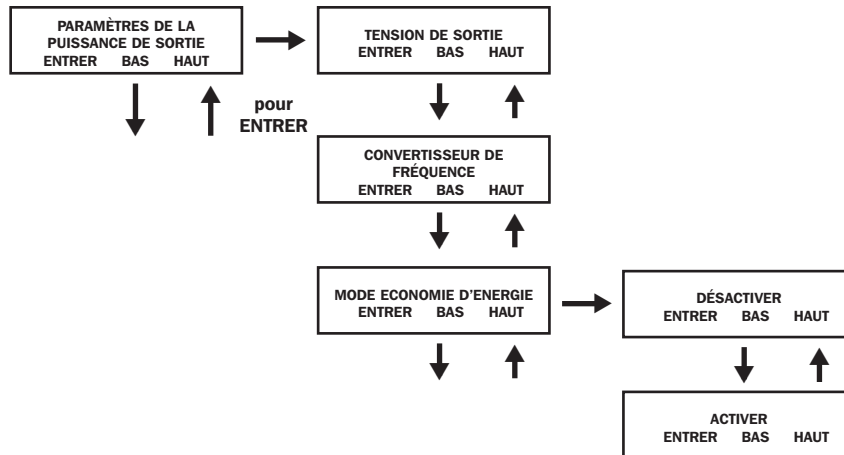 PARAMÈTRES DE LA
PUISSANCE DE SORTIE
ENTRER BAS HAUT
TENSION DE SORTIE
ENTRER BAS HAUT
pour
ENTRER
CONVERTISSEUR DE
FRÉQUENCE
ENTRER BAS HAUT
MODE ECONOMIE D'ENERGIE
ENTRER BAS HAUT
DÉSACTIVER
ENTRER BAS HAUT
ACTIVER
ENTRER BAS HAUT